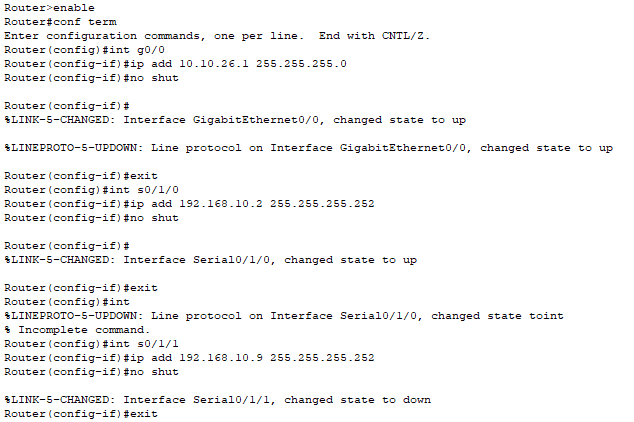 Router>enable
Router#conf term
Enter configuration commands, one per line.  End with CNTL/Z.
Router(config)#int g0/0
Router(config-if)#ip add 10.10.26.1 255.255.255.0
Router(config-if)#no shut
Router(config-if)#
%LINK-5-CHANGED: Interface GigabitEthernet0/0, changed state to up
%LINEPROTO-5-UPDOWN: Line protocol on Interface GigabitEthernet0/0, changed state to up
Router(config-if)#exit
Router(config)#int s0/1/0
Router(config-if)#ip add 192.168.10.2 255.255.255.252
Router(config-if)#no shut
Router(config-if)#
%LINK-5-CHANGED: Interface Serial0/1/0, changed state to up
Router(config-if)#exit
Router(config)#int
%LINEPROTO-5-UPDOWN: Line protocol on Interface Serial0/1/0, changed state toint
% Incomplete command.
Router(config)#int s0/1/1
Router(config-if)#ip add 192.168.10.9 255.255.255.252
Router(config-if)#no shut
%LINK-5-CHANGED: Interface Serial0/1/1, changed state to down
Router(config-if)#exit